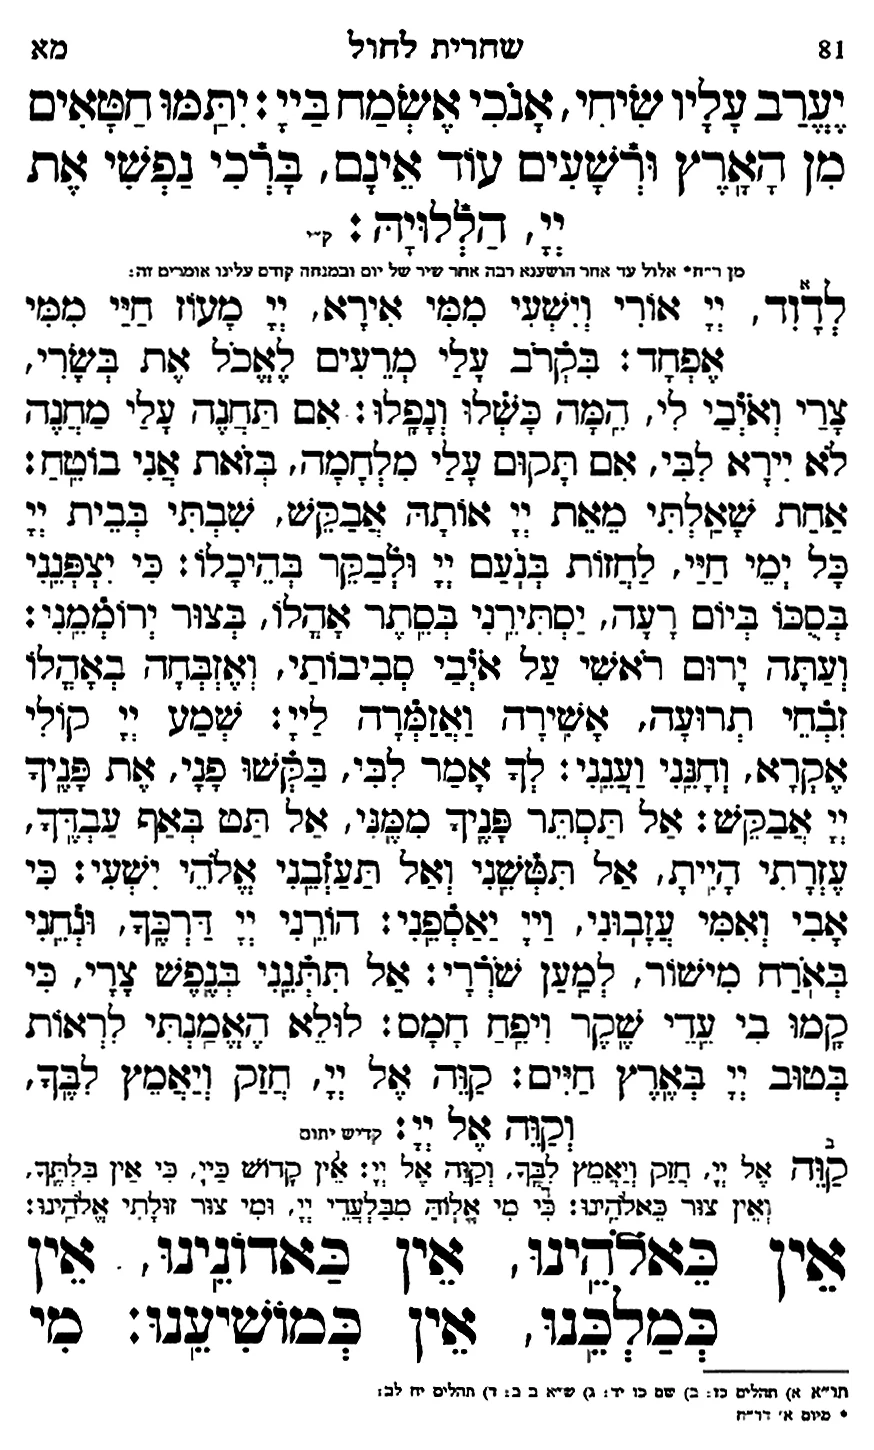 81 שחרית לחול מא
יֶעֱרַב עָלָיו שִׂיחִי, אָנֹכִי אֶשְׂמַח בַּייָ: יִתַּמּוּ חַטָּאִים
מִן הָאָרֶץ וּרְשָׁעִים עוֹד אֵינָם, בָּרְכִי נַפְשִׁי אֶת
יְיָ, הַלְלוּיָהּ: ק״י
מן ר״ח* אלול עד אחר הושענא רבה אחר שיר של יום ובמנחה קודם עלינו אומרים זה:
לְדָוִד, יְיָ אוֹרִי וְיִשְׁעִי מִמִּי אִירָא, יְיָ מָעוֹז חַיַּי מִמִּי
אֶפְחָד: בִּקְרֹב עָלַי מְרֵעִים לֶאֱכֹל אֶת בְּשָׂרִי,
צָרַי וְאֹיְבַי לִי, הֵמָּה כָּשְׁלוּ וְנָפָלוּ: אִם תַּחֲנֶה עָלַי מַחֲנֶה
לֹא יִירָא לִבִּי, אִם תָּקוּם עָלַי מִלְחָמָה, בְּזֹאת אֲנִי בוֹטֵחַ:
אַחַת שָׁאַלְתִּי מֵאֵת יְיָ אוֹתָהּ אֲבַקֵּשׁ, שִׁבְתִּי בְּבֵית יְיָ
כָּל יְמֵי חַיַּי, לַחֲזוֹת בְּנֹעַם יְיָ וּלְבַקֵּר בְּהֵיכָלוֹ: כִּי יִצְפְּנֵנִי
בְּסֻכּוֹ בְּיוֹם רָעָה, יַסְתִּירֵנִי בְּסֵתֶר אָהֳלוֹ, בְּצוּר יְרוֹמְמֵנִי:
וְעַתָּה יָרוּם רֹאשִׁי עַל אֹיְבַי סְבִיבוֹתַי, וְאֶזְבְּחָה בְאָהֳלוֹ
זִבְחֵי תְרוּעָה, אָשִׁירָה וַאֲזַמְּרָה לַייָ: שְׁמַע יְיָ קוֹלִי
אֶקְרָא, וְחָנֵּנִי וַעֲנֵנִי: לְךָ אָמַר לִבִּי, בַּקְּשׁוּ פָנָי, אֶת פָּנֶיךָ
יְיָ אֲבַקֵּשׁ: אַל תַּסְתֵּר פָּנֶיךָ מִמֶּנִּי, אַל תַּט בְּאַף עַבְדֶּךָ,
עֶזְרָתִי הָיִיתָ, אַל תִּטְּשֵׁנִי וְאַל תַּעַזְבֵנִי אֱלֹהֵי יִשְׁעִי: כִּי
אָבִי וְאִמִּי עֲזָבוּנִי, וַייָ יַאַסְפֵנִי: הוֹרֵנִי יְיָ דַּרְכֶּךָ, וּנְחֵנִי
בְּאֹרַח מִישׁוֹר, לְמַעַן שֹׁרְרָי: אַל תִּתְּנֵנִי בְּנֶפֶשׁ צָרָי, כִּי
קָמוּ בִי עֵדֵי שֶׁקֶר וִיפֵחַ חָמָס: לוּלֵא הֶאֱמַנְתִּי לִרְאוֹת
בְּטוּב יְיָ בְּאֶרֶץ חַיִּים: קַוֵּה אֶל יְיָ, חֲזַק וְיַאֲמֵץ לִבֶּךָ,
וְקַוֵּה אֶל יְיָ: קדיש יתום
קַוֵּה אֶל יְיָ, חֲזַק וְיַאֲמֵץ לִבֶּךָ, וְקַוֵּה אֶל יְיָ: אֵין קָדוֹשׁ כַּייָ, כִּי אֵין בִּלְתֶּךָ,
וְאֵין צוּר כֵּאלֹהֵינוּ: כִּי מִי אֱלוֹהַּ מִבַּלְעֲדֵי יְיָ, וּמִי צוּר זוּלָתִי אֱלֹהֵינוּ:
אֵין כֵּאלֹהֵינוּ, אֵין כַּאדוֹנֵינוּ, אֵין
כְּמַלְכֵּנוּ, אֵין כְּמוֹשִׁיעֵנוּ: מִי
תו״א א) תהלים כז: ב) שם כז יד: ג) ש״א ב ב: ד) תהלים יח לב:
* מיום א׳ דר״ח